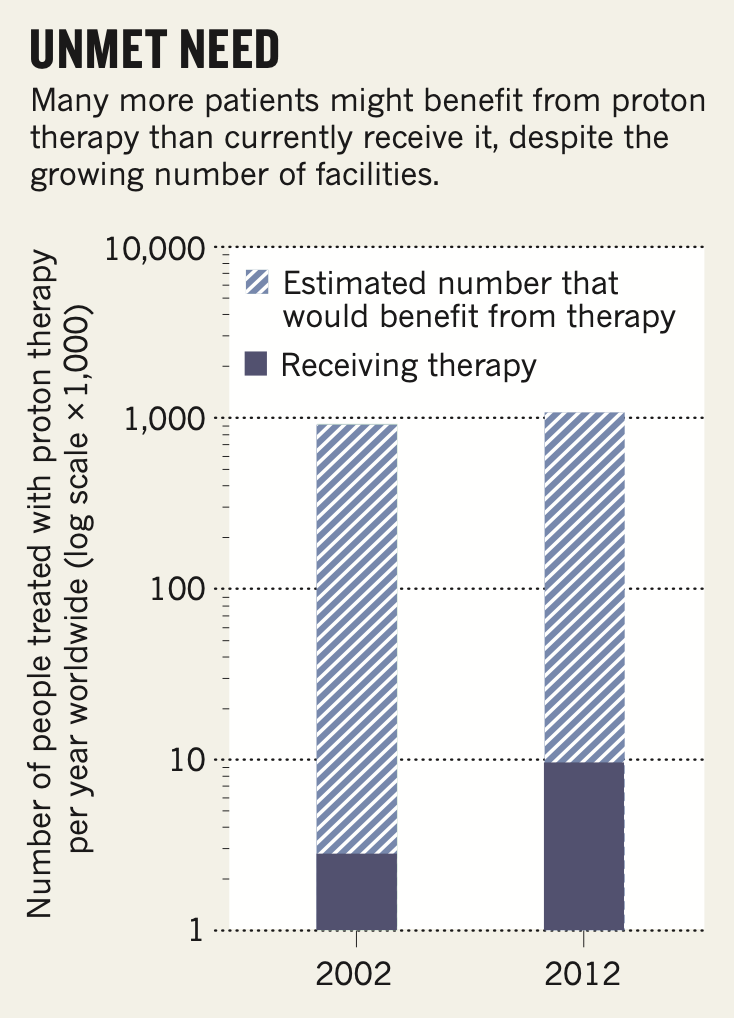 UNMET NEED
Many more patients might benefit from proton
therapy than currently receive it, despite the
growing number of facilities.
Number of people treated with proton therapy
per year worldwide (log scale × 1,000)
10,000
1,000
100
10
1
Estimated number that
would benefit from therapy
Receiving therapy
2002
2012